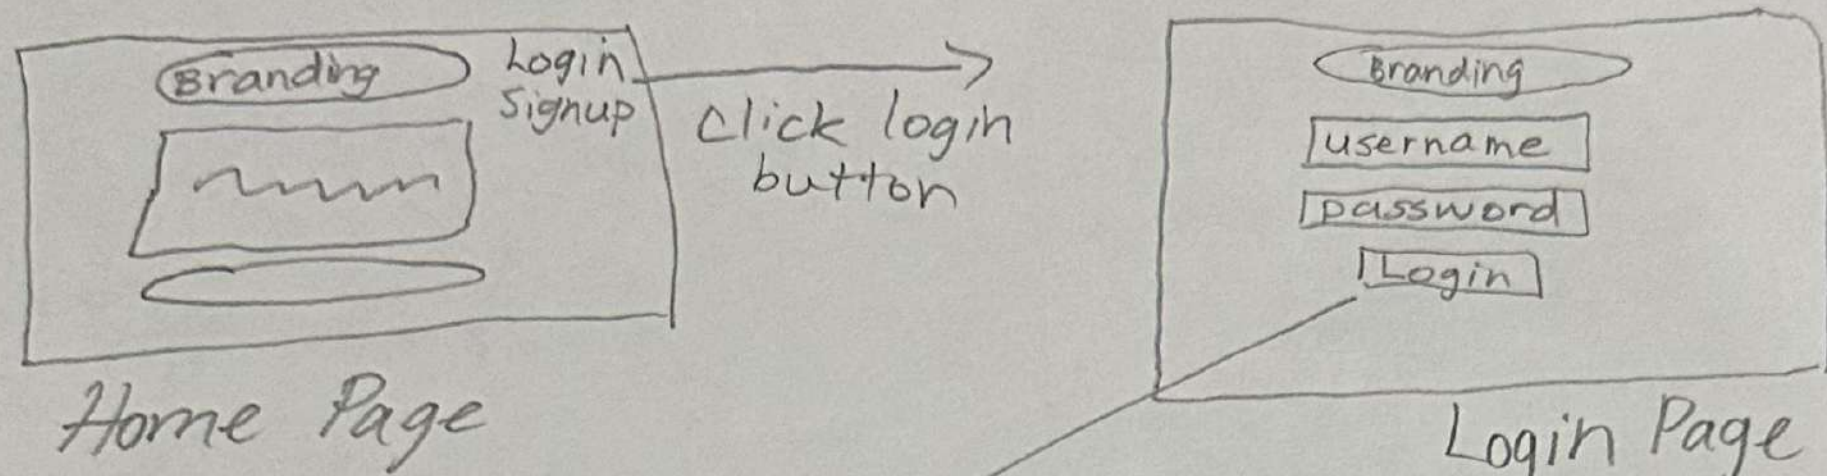 Branding
Login
Signup
Click login
button
Home Page
Branding
username
password
Login
Login Page